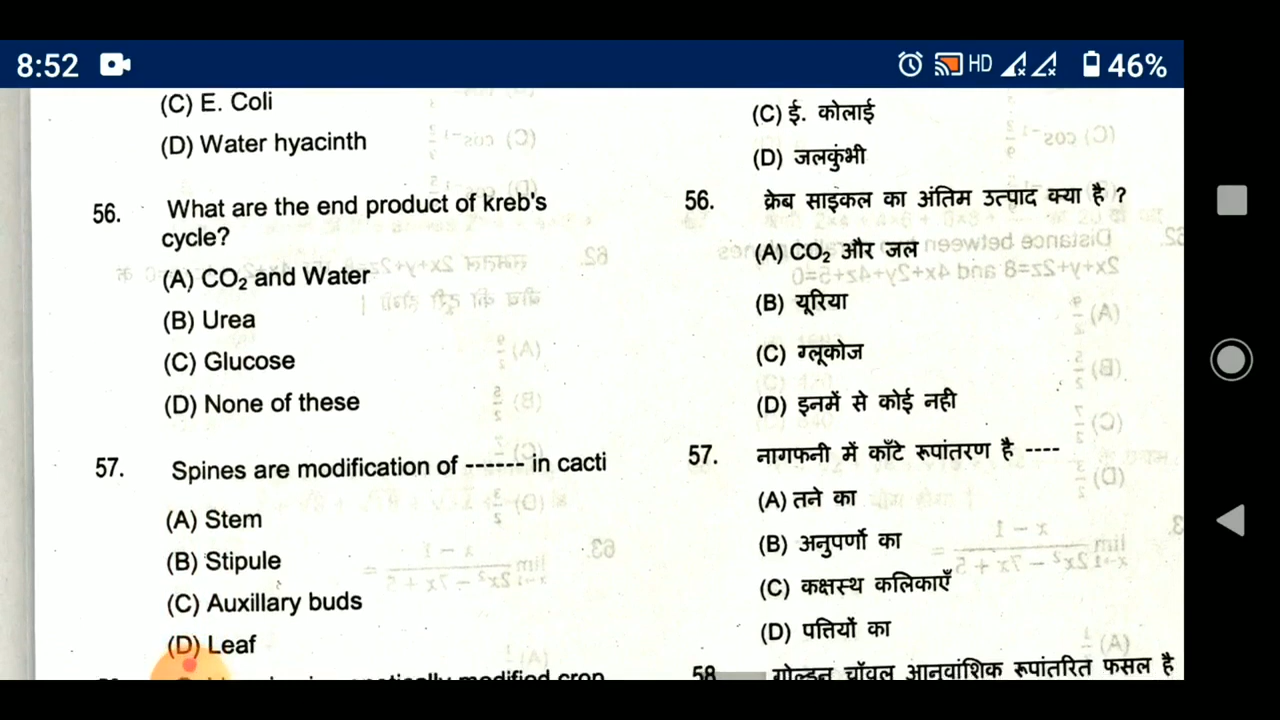 8:52
HD
46%
(C) E. Coli
(D) Water hyacinth
56. What are the end product of kreb's
cycle?
(A) CO₂ and Water
(B) Urea
(C) Glucose
(D) None of these
57. Spines are modification of ------ in cacti
(A) Stem
(B) Stipule
(C) Auxillary buds
(D) Leaf
(C) ई. कोलाई
(D) जलकुंभी
56. क्रेब साइकल का अंतिम उत्पाद क्या है ?
(A) CO₂ और जल
(B) यूरिया
(C) ग्लूकोज
(D) इनमें से कोई नही
57. नागफनी में काँटे रूपांतरण है ----
(A) तने का
(B) अनुपर्णो का
(C) कक्षस्थ कलिकाएँ
(D) पत्तियों का
58 गोल्डन चॉवल आनुवांशिक रूपांतरित फसल है